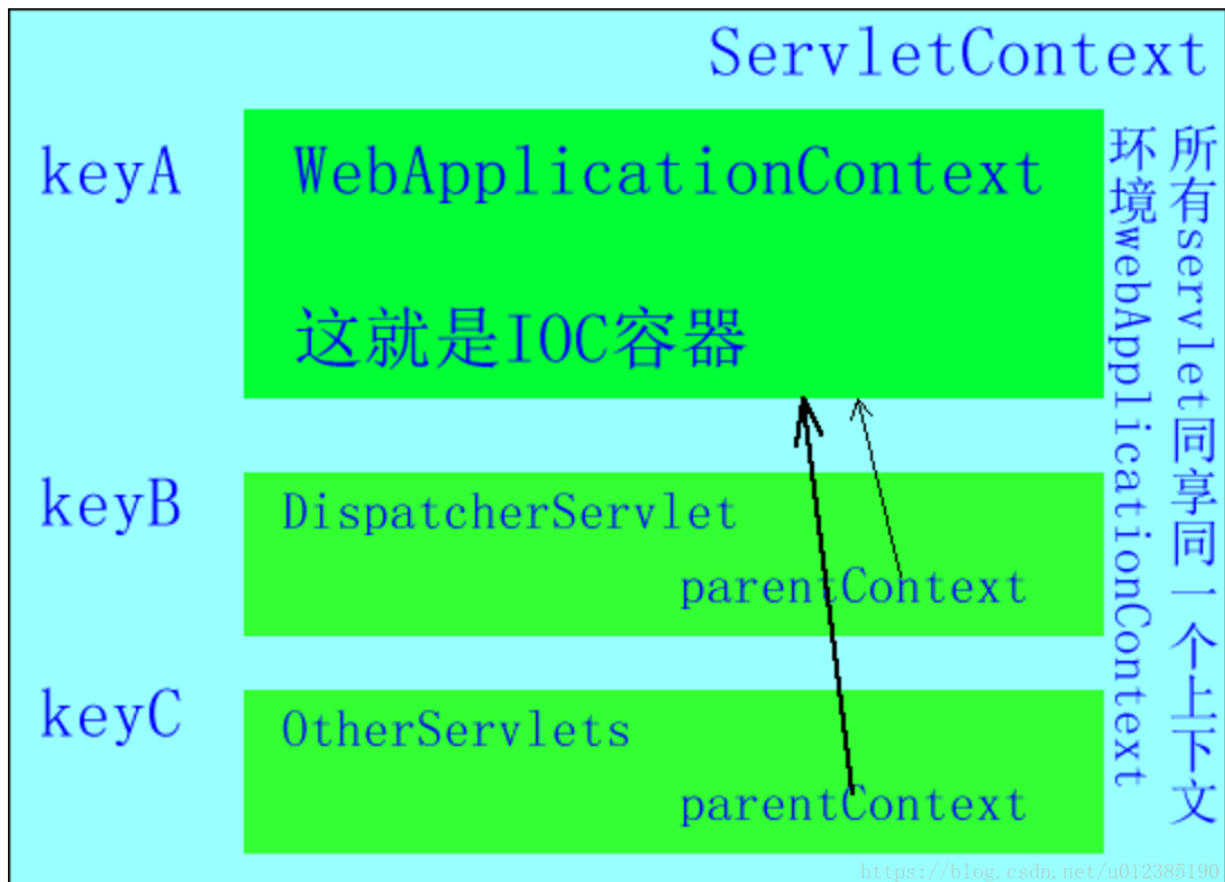 ServletContext
keyA
WebApplicationContext
这就是IOC容器
keyB
DispatcherServlet
parentContext
keyC
OtherServlets
parentContext
所有servlet同享同一个上下文
环境webApplicationContext
https://blog.csdn.net/u012385190